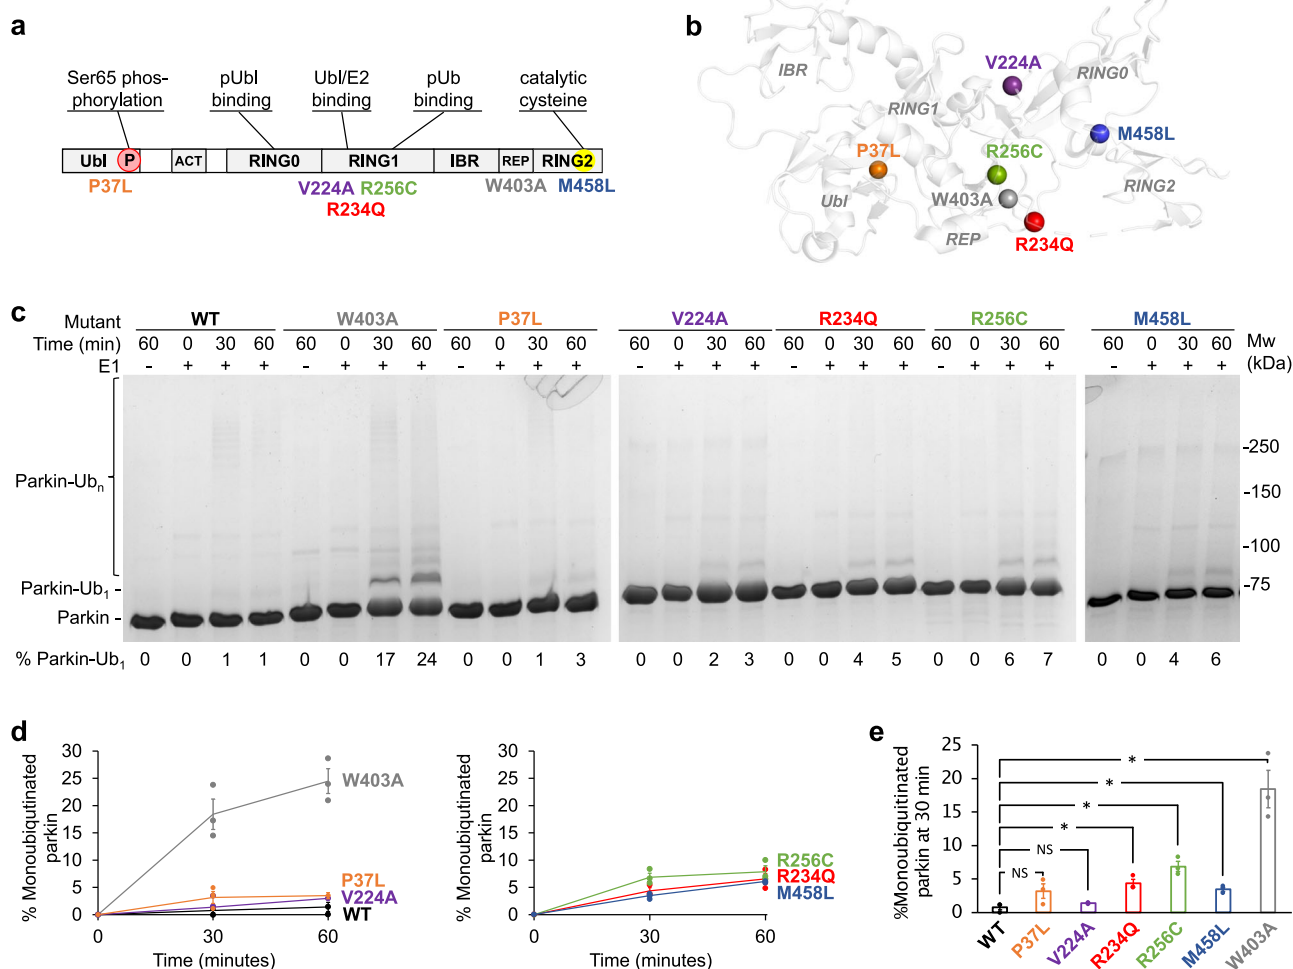 a
Ser65 phos-
phorylation
pUbl
binding
Ubl/E2
binding
pUb
binding
catalytic
cysteine
Ubl P ACT RING0 RING1 IBR REP RING2
P37L V224A R256C W403A M458L
R234Q
b
IBR
V224A
RING0
RING1
M458L
P37L
R256C
RING2
Ubl
W403A
REP
R234Q
c
Mutant WT W403A P37L V224A R234Q R256C M458L
Time (min) 60 0 30 60 60 0 30 60 60 0 30 60 60 0 30 60 60 0 30 60 60 0 30 60 60 0 30 60 Mw
E1 - + + + - + + + - + + + - + + + - + + + - + + + - + + + (kDa)
Parkin-Ubn
Parkin-Ub1 -
Parkin -
-250
-150
-100
-75
% Parkin-Ub1 0 0 1 1 0 0 17 24 0 0 1 3 0 0 2 3 0 0 4 5 0 0 6 7 0 0 4 6
d
% Monoubiqutinated
parkin
30
25
20
15
10
5
0
0 30 60
Time (minutes)
W403A
P37L
V224A
WT
% Monoubiquitinated
parkin
30
25
20
15
10
5
0
0 30 60
Time (minutes)
R256C
R234Q
M458L
e
%Monoubiquitinated
parkin at 30 min
25
20
15
10
5
0
*
*
*
*
NS
NS
WT P37L V224A R234Q R256C M458L W403A